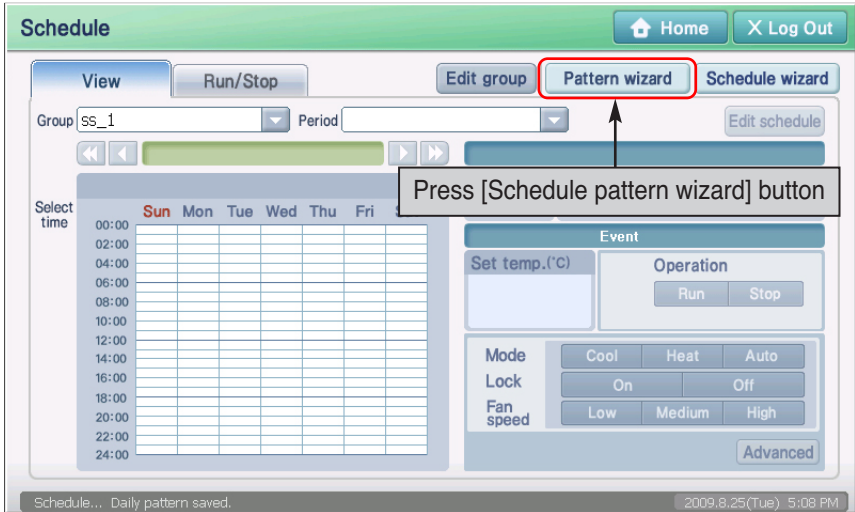 Schedule
Home
X Log Out
View
Run/Stop
Edit group
Pattern wizard
Schedule wizard
Group
ss_1
Period
Edit schedule
Press [Schedule pattern wizard] button
Select
time
Sun Mon Tue Wed Thu Fri
00:00
02:00
04:00
06:00
08:00
10:00
12:00
14:00
16:00
18:00
20:00
22:00
24:00
Event
Set temp.(°C)
Operation
Run
Stop
Mode
Cool
Heat
Auto
Lock
On
Off
Fan
speed
Low
Medium
High
Advanced
Schedule... Daily pattern saved.
2009.8.25(Tue) 5:08 PM